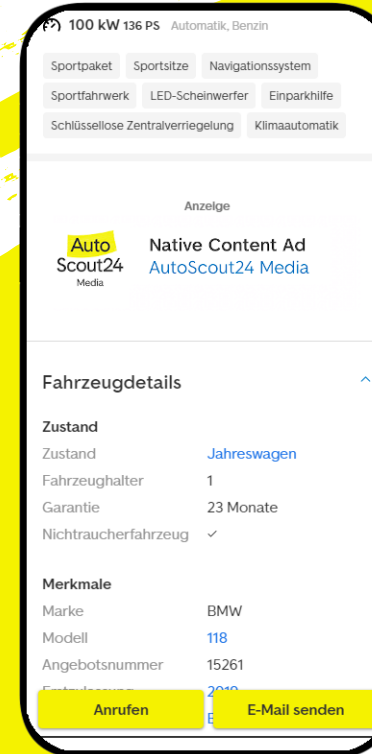 100 kW 136 PS Automatik, Benzin
Sportpaket Sportsitze Navigationssystem
Sportfahrwerk LED-Scheinwerfer Einparkhilfe
Schlüssellose Zentralverriegelung Klimaautomatik
Anzeige
Auto
Scout24
Media
Native Content Ad
AutoScout24 Media
Fahrzeugdetails
Zustand
Zustand Jahreswagen
Fahrzeughalter 1
Garantie 23 Monate
Nichtraucherfahrzeug ✓
Merkmale
Marke BMW
Modell 118
Angebotsnummer 15261
Anrufen E-Mail senden